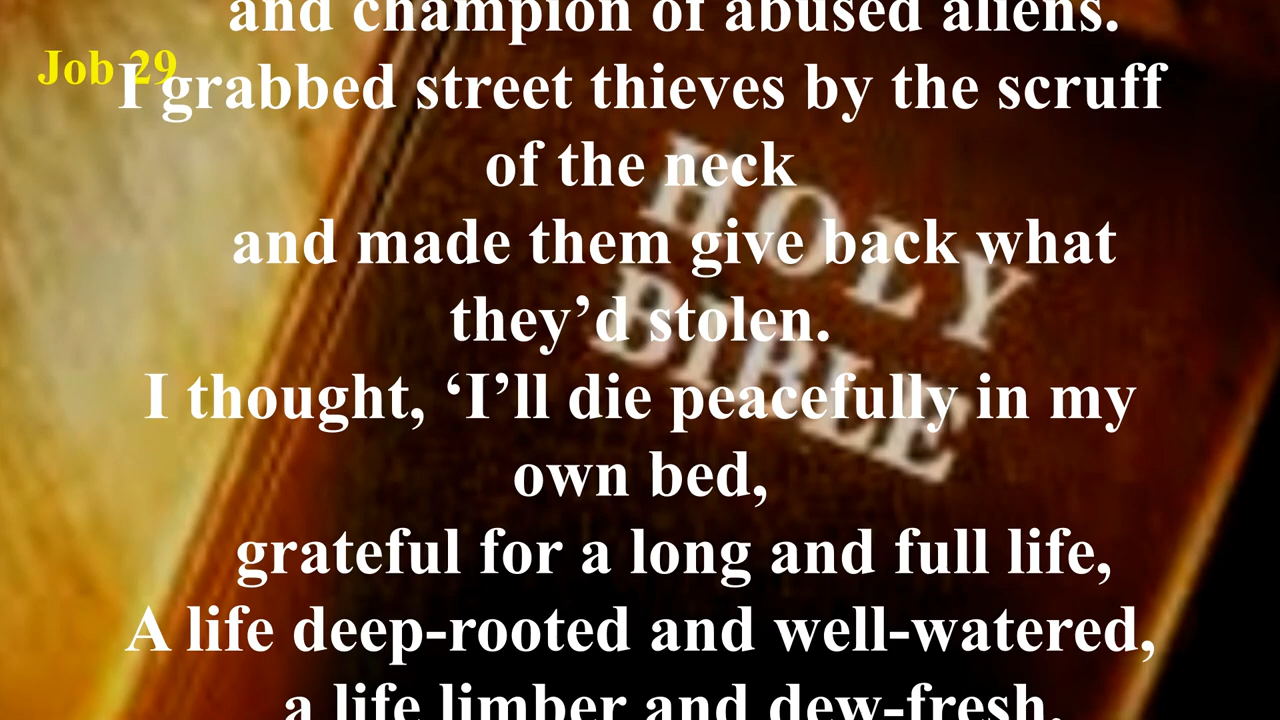 and champion of abused aliens.
Job 29
I grabbed street thieves by the scruff
of the neck
and made them give back what
they’d stolen.
I thought, ‘I’ll die peacefully in my
own bed,
grateful for a long and full life,
A life deep-rooted and well-watered,
a life limber and dew-fresh,
HOLY
BIBLE